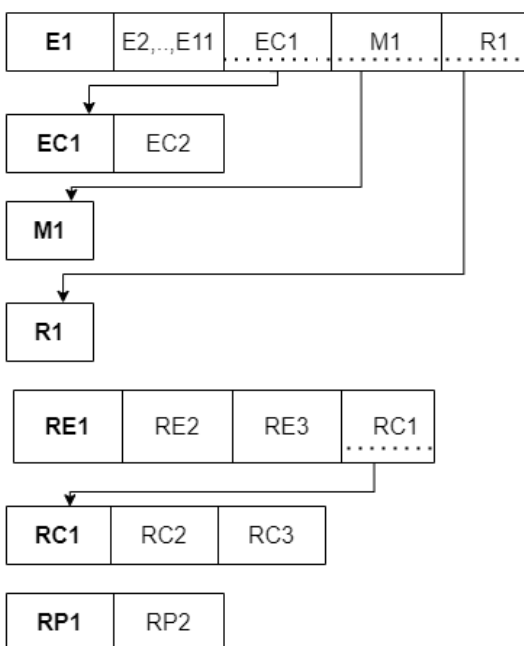 E1 E2,..,E11 EC1 M1 R1
EC1 EC2
M1
R1
RE1 RE2 RE3 RC1
RC1 RC2 RC3
RP1 RP2